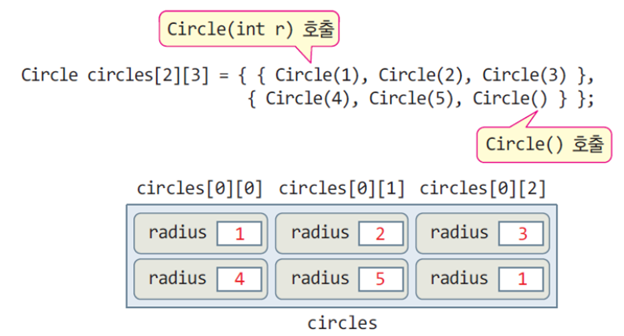 Circle(int r) 호출
Circle circles[2][3] = { { Circle(1), Circle(2), Circle(3) },
{ Circle(4), Circle(5), Circle() } };
Circle() 호출
circles[0][0] circles[0][1] circles[0][2]
radius 1 radius 2 radius 3
radius 4 radius 5 radius 1
circles